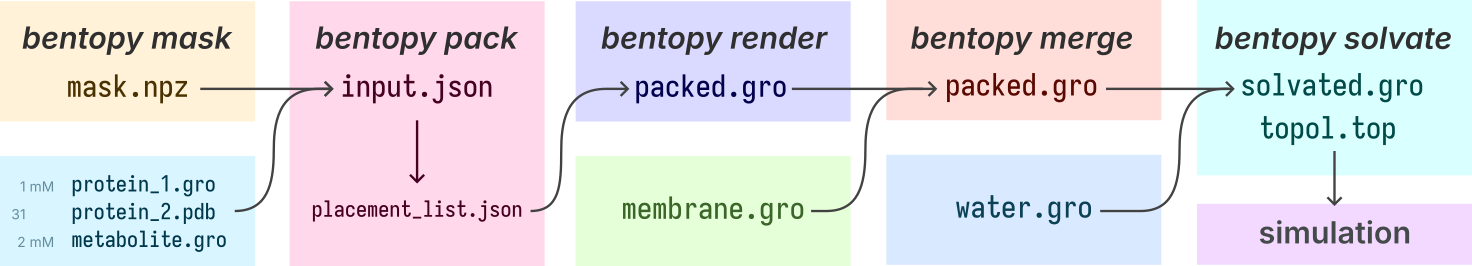 bentopy mask
mask.npz
1 mM protein_1.gro
31 protein_2.pdb
2 mM metabolite.gro
bentopy pack
input.json
placement_list.json
bentopy render
packed.gro
membrane.gro
bentopy merge
packed.gro
water.gro
bentopy solvate
solvated.gro
topol.top
simulation